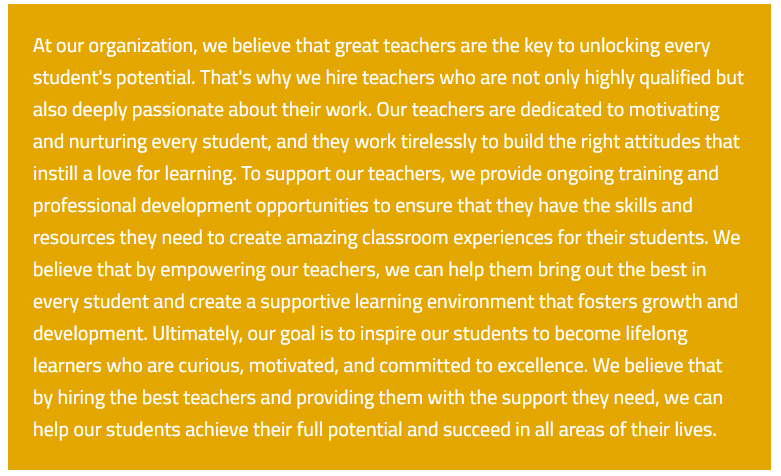 At our organization, we believe that great teachers are the key to unlocking every
student's potential. That's why we hire teachers who are not only highly qualified but
also deeply passionate about their work. Our teachers are dedicated to motivating
and nurturing every student, and they work tirelessly to build the right attitudes that
instill a love for learning. To support our teachers, we provide ongoing training and
professional development opportunities to ensure that they have the skills and
resources they need to create amazing classroom experiences for their students. We
believe that by empowering our teachers, we can help them bring out the best in
every student and create a supportive learning environment that fosters growth and
development. Ultimately, our goal is to inspire our students to become lifelong
learners who are curious, motivated, and committed to excellence. We believe that
by hiring the best teachers and providing them with the support they need, we can
help our students achieve their full potential and succeed in all areas of their lives.